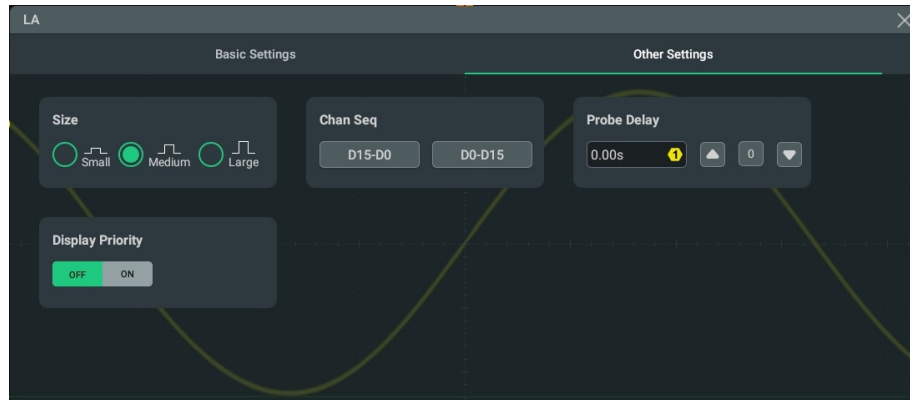 LA
Basic Settings
Other Settings
Size
Small
Medium
Large
Chan Seq
D15-D0
D0-D15
Probe Delay
0.00s
1
0
Display Priority
OFF
ON